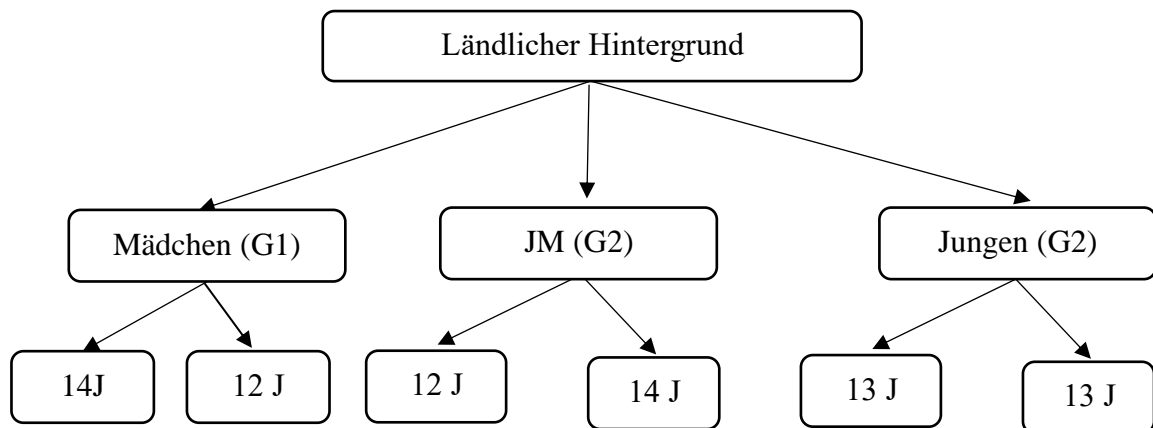 Ländlicher Hintergrund
Mädchen (G1)
JM (G2)
Jungen (G2)
14J
12 J
12 J
14 J
13 J
13 J